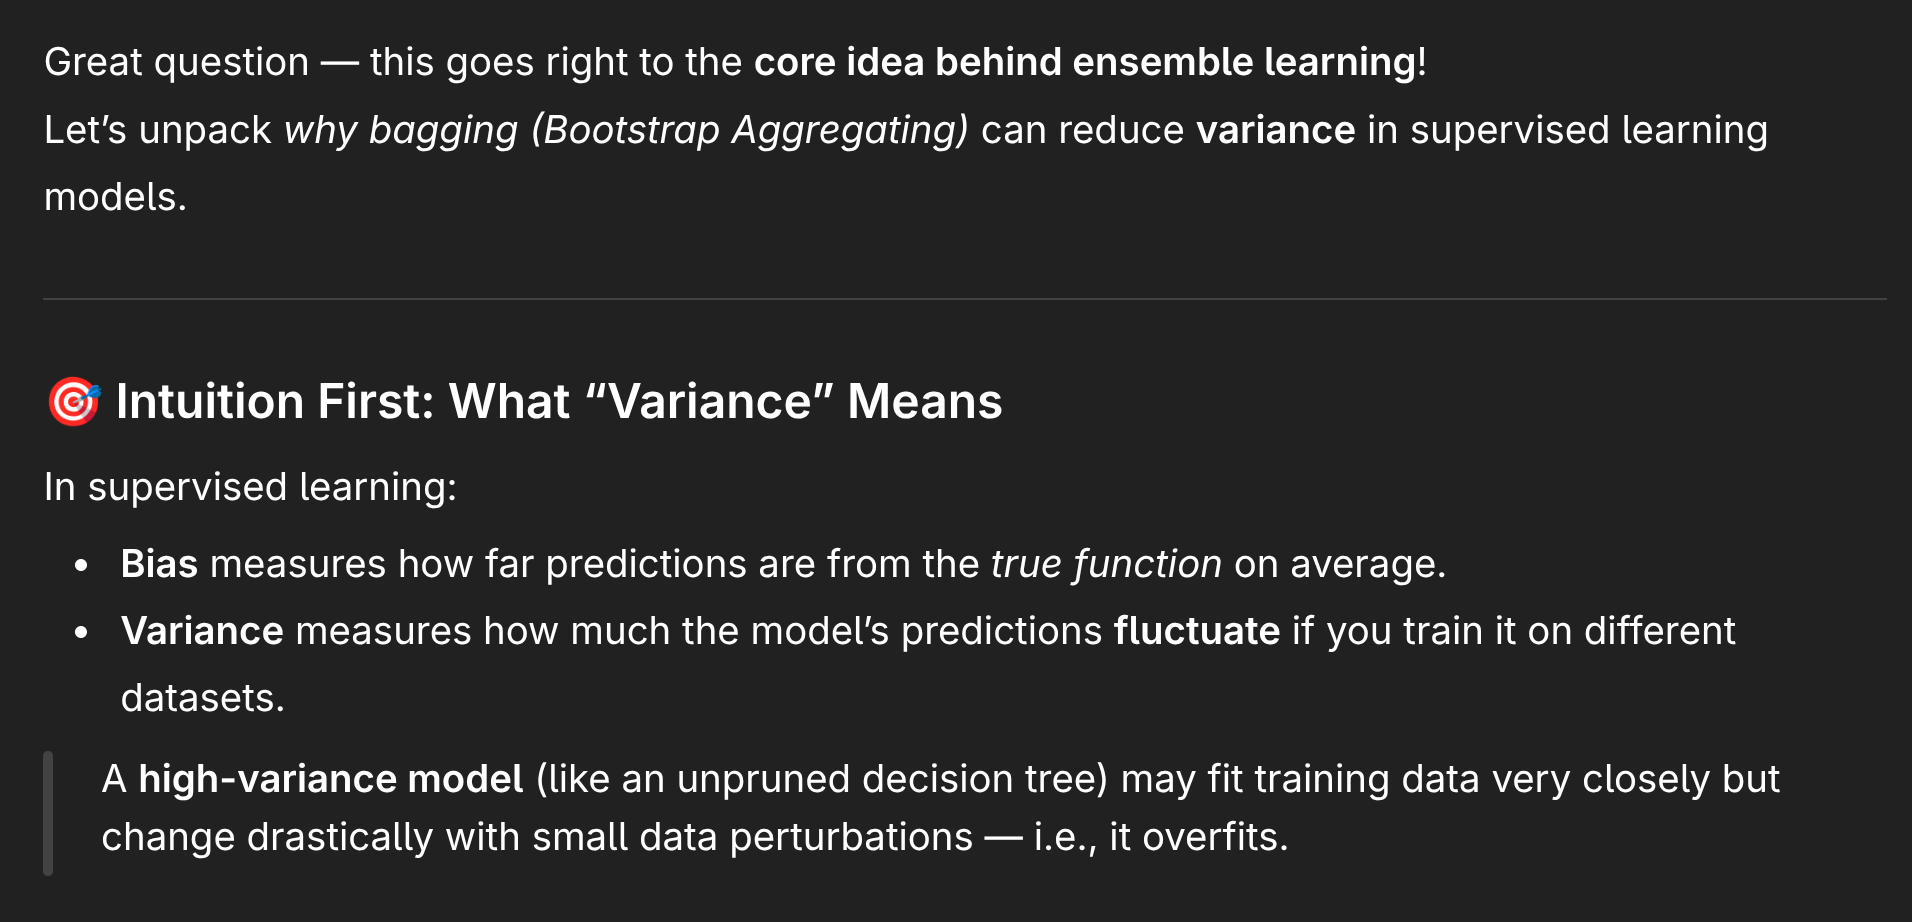 Great question — this goes right to the core idea behind ensemble learning!
Let’s unpack why bagging (Bootstrap Aggregating) can reduce variance in supervised learning
models.
🎯 Intuition First: What “Variance” Means
In supervised learning:
• Bias measures how far predictions are from the true function on average.
• Variance measures how much the model’s predictions fluctuate if you train it on different
datasets.
A high-variance model (like an unpruned decision tree) may fit training data very closely but
change drastically with small data perturbations — i.e., it overfits.